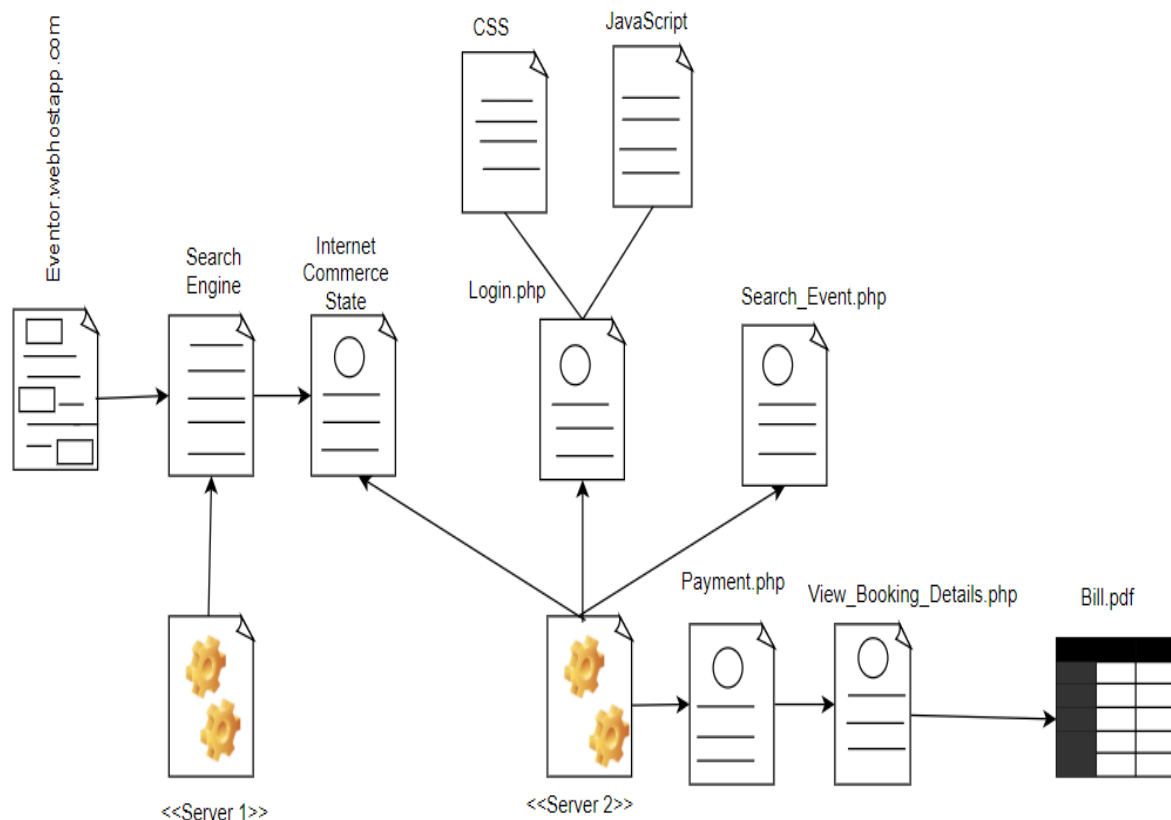 Eventor.webhostapp.com
CSS
JavaScript
Search
Engine
Internet
Commerce
State
Login.php
Search_Event.php
Payment.php
View_Booking_Details.php
Bill.pdf
<<Server 1>>
<<Server 2>>